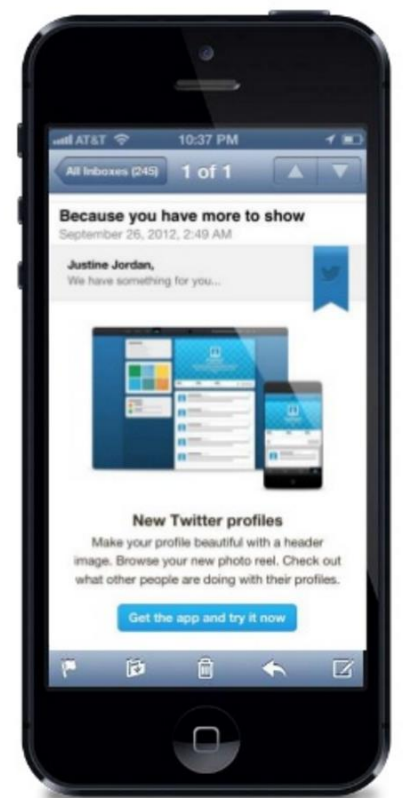 AT&T 10:37 PM
All Inboxes (245) 1 of 1
Because you have more to show
September 26, 2012, 2:49 AM
Justine Jordan,
We have something for you...
New Twitter profiles
Make your profile beautiful with a header
image. Browse your new photo reel. Check out
what other people are doing with their profiles.
Get the app and try it now